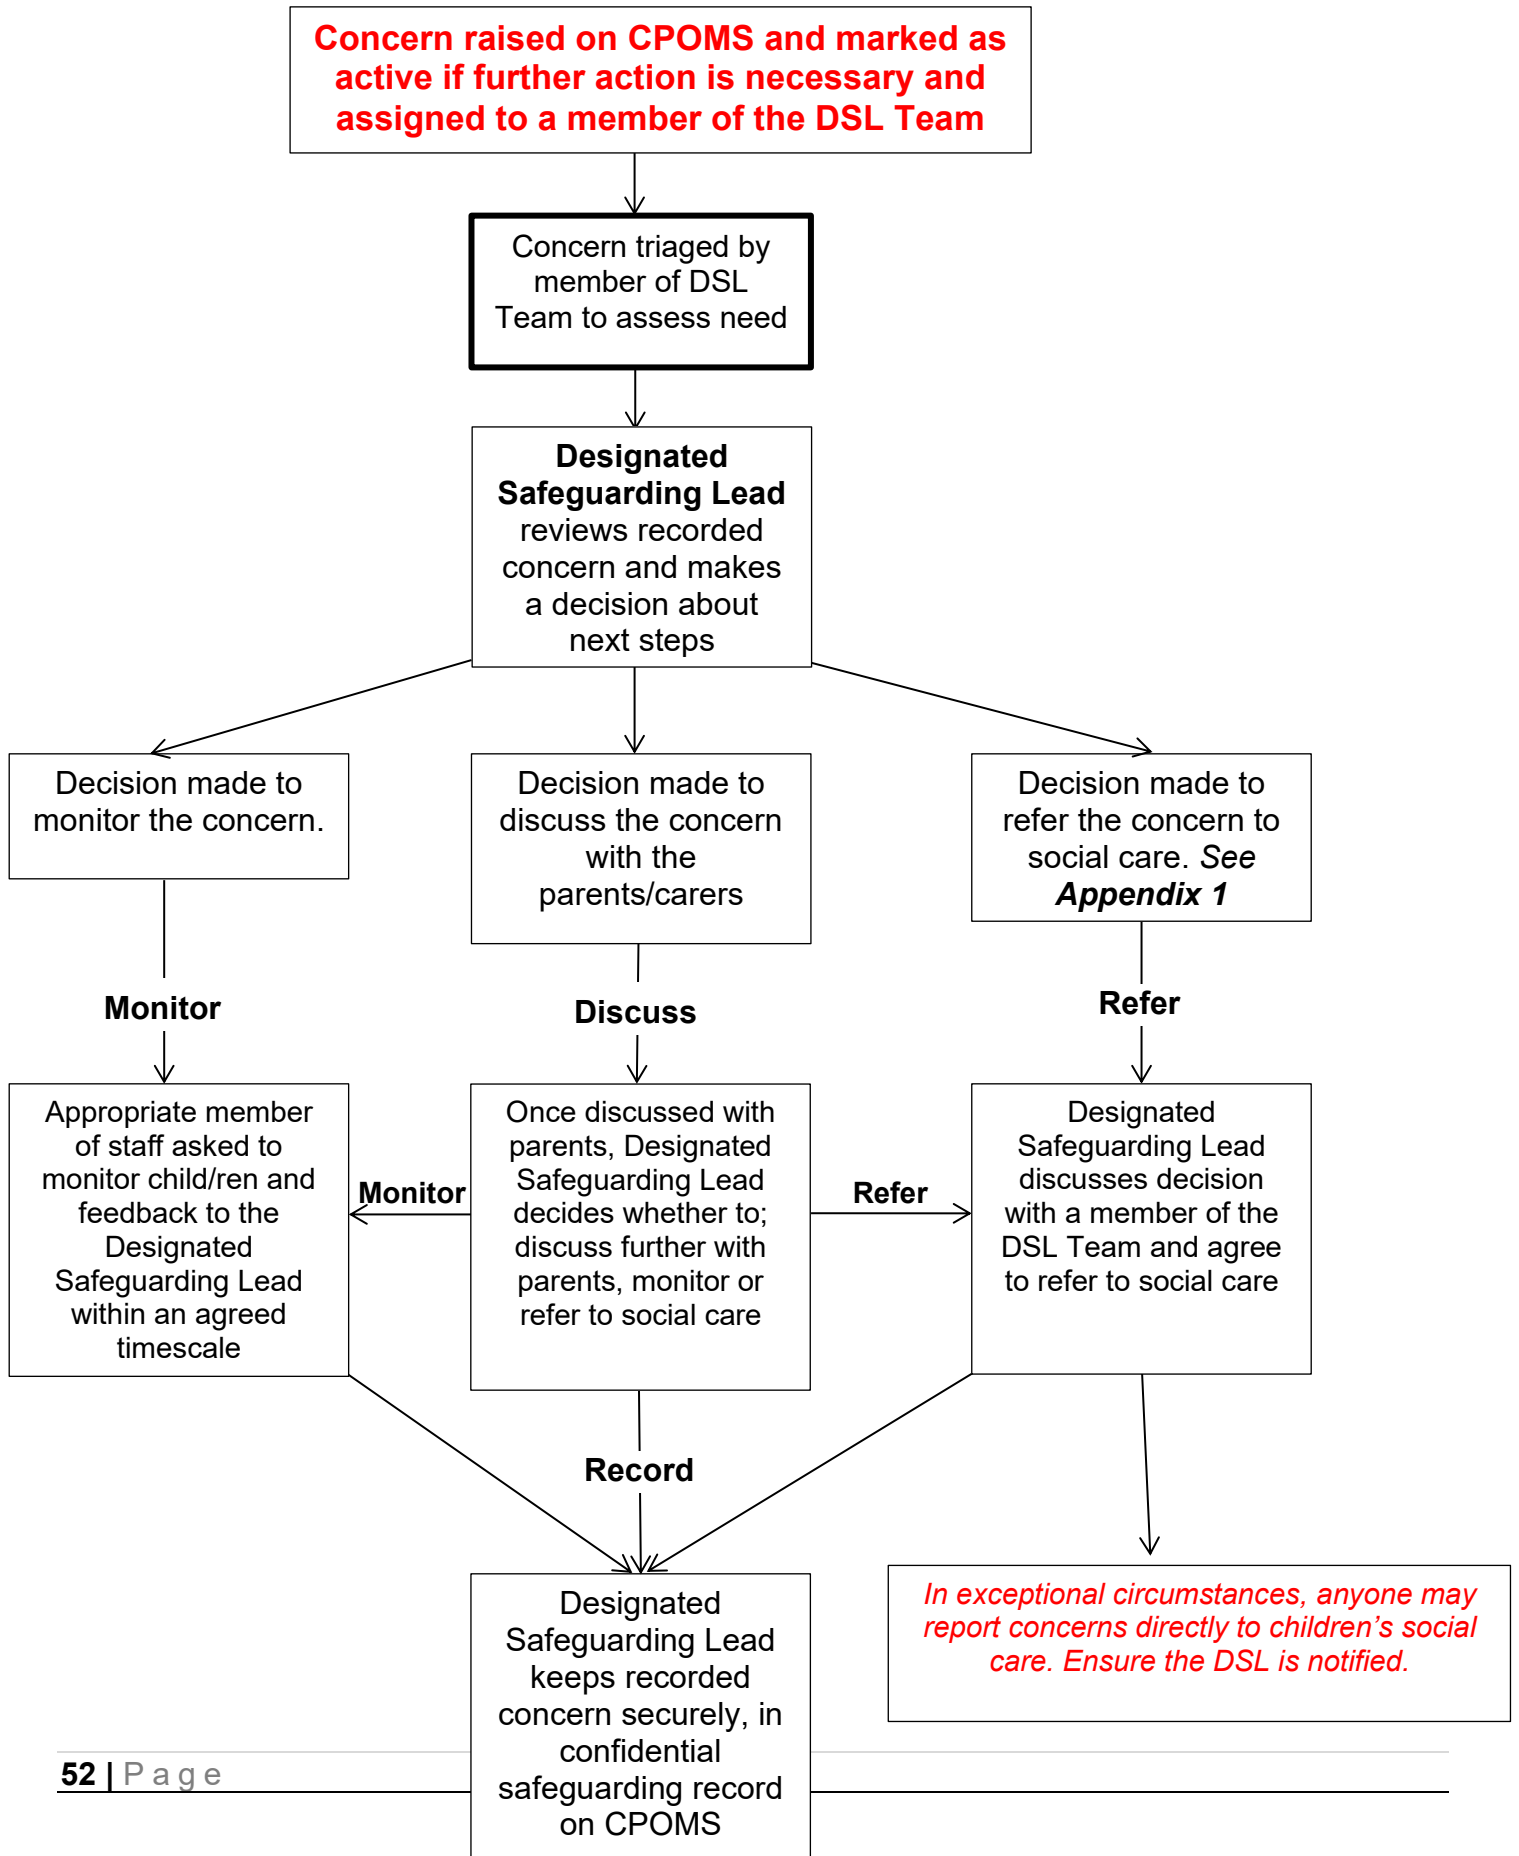 Concern raised on CPOMS and marked as
active if further action is necessary and
assigned to a member of the DSL Team
Concern triaged by
member of DSL
Team to assess need
Designated
Safeguarding Lead
reviews recorded
concern and makes
a decision about
next steps
Decision made to
monitor the concern.
Decision made to
discuss the concern
with the
parents/carers
Decision made to
refer the concern to
social care. See
Appendix 1
Monitor
Discuss
Refer
Appropriate member
of staff asked to
monitor child/ren and
feedback to the
Designated
Safeguarding Lead
within an agreed
timescale
Monitor
Once discussed with
parents, Designated
Safeguarding Lead
decides whether to;
discuss further with
parents, monitor or
refer to social care
Refer
Designated
Safeguarding Lead
discusses decision
with a member of the
DSL Team and agree
to refer to social care
Record
Designated
Safeguarding Lead
keeps recorded
concern securely, in
confidential
safeguarding record
on CPOMS
In exceptional circumstances, anyone may
report concerns directly to children’s social
care. Ensure the DSL is notified.
52 | Page